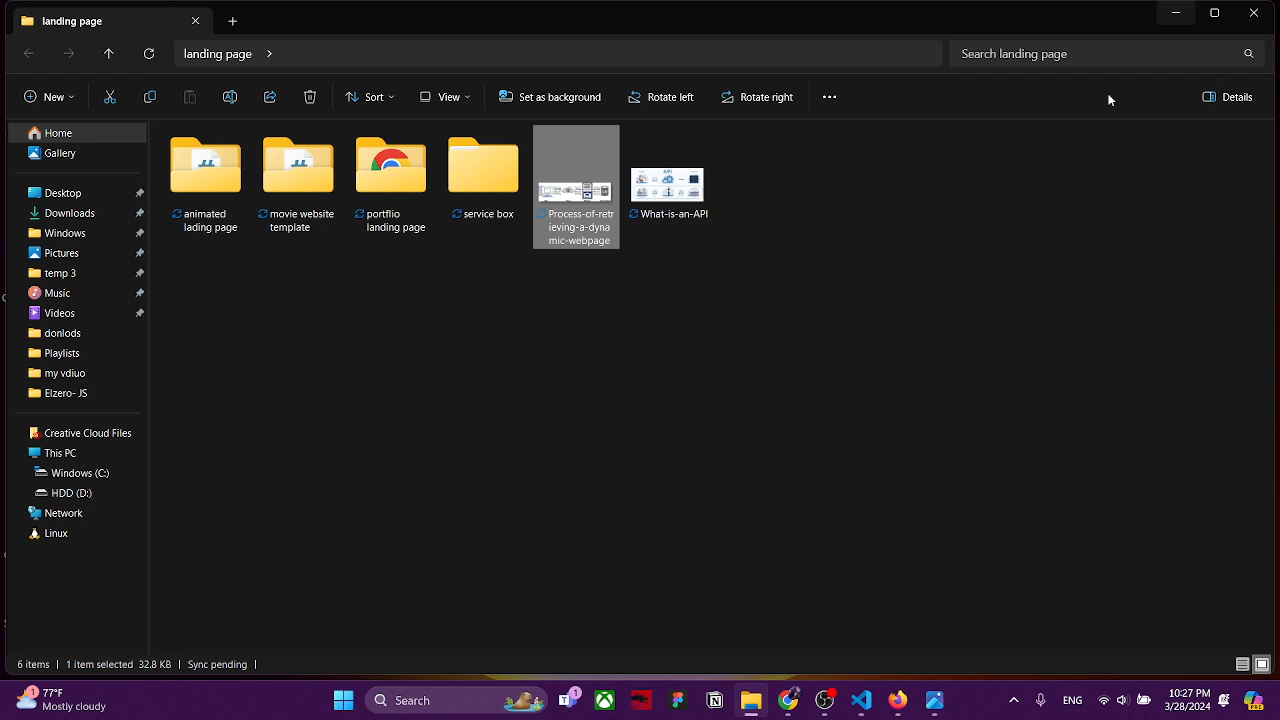 landing page
landing page
Search landing page
New
Sort
View
Set as background
Rotate left
Rotate right
Details
Home
Gallery
Desktop
Downloads
Windows
Pictures
temp 3
Music
Videos
donlods
Playlists
my vdiuo
Elzero- JS
Creative Cloud Files
This PC
Windows (C:)
HDD (D:)
Network
Linux
animated
lading page
movie website
template
portflio
landing page
service box
Process-of-retr
ieving-a-dyna
mic-webpage
API
What-is-an-API
6 items
1 item selected 32.8 KB
Sync pending
1
77°F
Mostly cloudy
Search
1
ENG
10:27 PM
3/28/2024
PRE